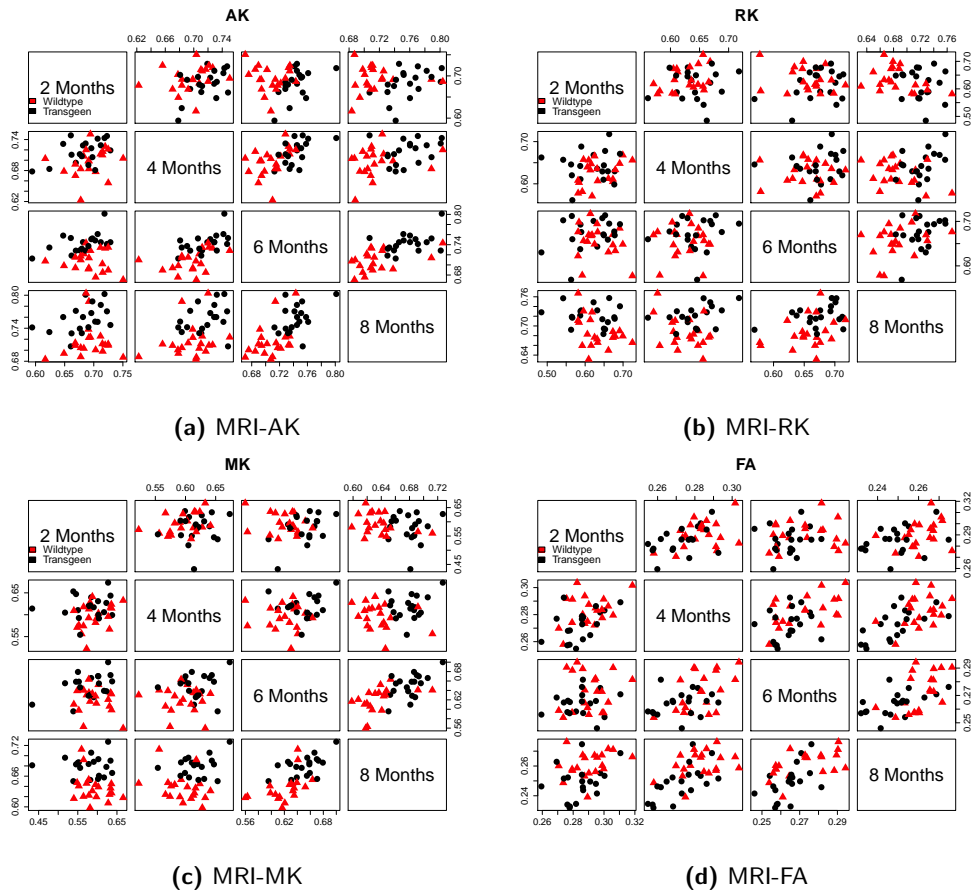 AK
0.62 0.66 0.70 0.74
0.68 0.72 0.76 0.80
2 Months
Wildtype
Transgeen
0.60 0.70
0.62 0.68 0.74
4 Months
6 Months
0.68 0.74 0.80
0.68 0.74 0.80
8 Months
0.60 0.65 0.70 0.75
0.68 0.72 0.76 0.80
(a) MRI-AK
RK
0.60 0.65 0.70
0.64 0.68 0.72 0.76
2 Months
Wildtype
Transgeen
0.50 0.60 0.70
0.60 0.70
4 Months
6 Months
0.60 0.70
0.64 0.70 0.76
8 Months
0.50 0.60 0.70
0.60 0.65 0.70
(b) MRI-RK
MK
0.55 0.60 0.65
0.60 0.64 0.68 0.72
2 Months
Wildtype
Transgeen
0.45 0.55 0.65
0.55 0.65
4 Months
6 Months
0.56 0.62 0.68
0.60 0.66 0.72
8 Months
0.45 0.55 0.65
0.56 0.62 0.68
(c) MRI-MK
FA
0.26 0.28 0.30
0.24 0.26
2 Months
Wildtype
Transgeen
0.26 0.29 0.32
0.26 0.28 0.30
4 Months
6 Months
0.25 0.27 0.29
0.24 0.26
8 Months
0.26 0.28 0.30 0.32
0.25 0.27 0.29
(d) MRI-FA